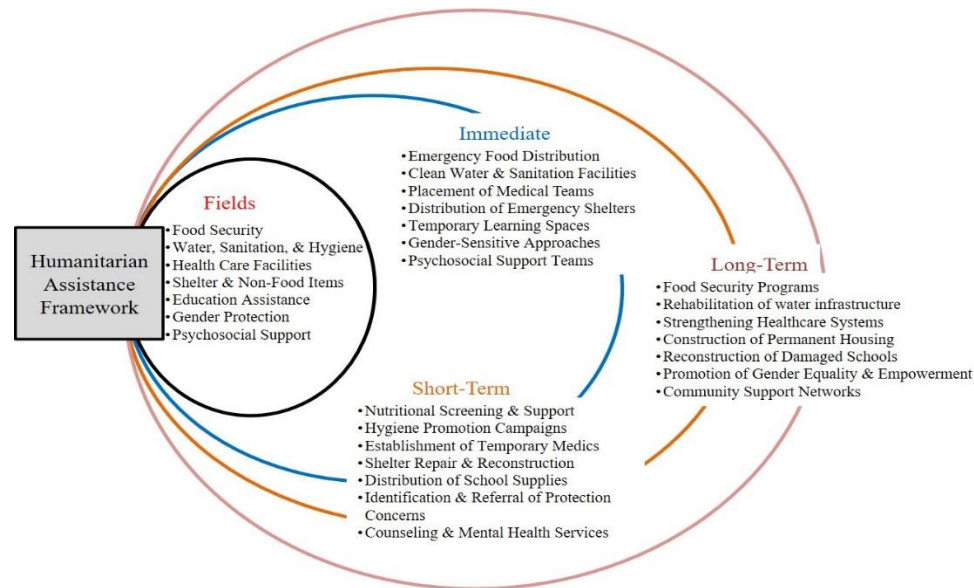 Humanitarian
Assistance
Framework
Fields
•Food Security
•Water, Sanitation, & Hygiene
•Health Care Facilities
•Shelter & Non-Food Items
•Education Assistance
•Gender Protection
•Psychosocial Support
Immediate
•Emergency Food Distribution
•Clean Water & Sanitation Facilities
•Placement of Medical Teams
•Distribution of Emergency Shelters
•Temporary Learning Spaces
•Gender-Sensitive Approaches
•Psychosocial Support Teams
Short-Term
•Nutritional Screening & Support
•Hygiene Promotion Campaigns
•Establishment of Temporary Medics
•Shelter Repair & Reconstruction
•Distribution of School Supplies
•Identification & Referral of Protection
Concerns
•Counseling & Mental Health Services
Long-Term
•Food Security Programs
•Rehabilitation of water infrastructure
•Strengthening Healthcare Systems
•Construction of Permanent Housing
•Reconstruction of Damaged Schools
•Promotion of Gender Equality & Empowerment
•Community Support Networks